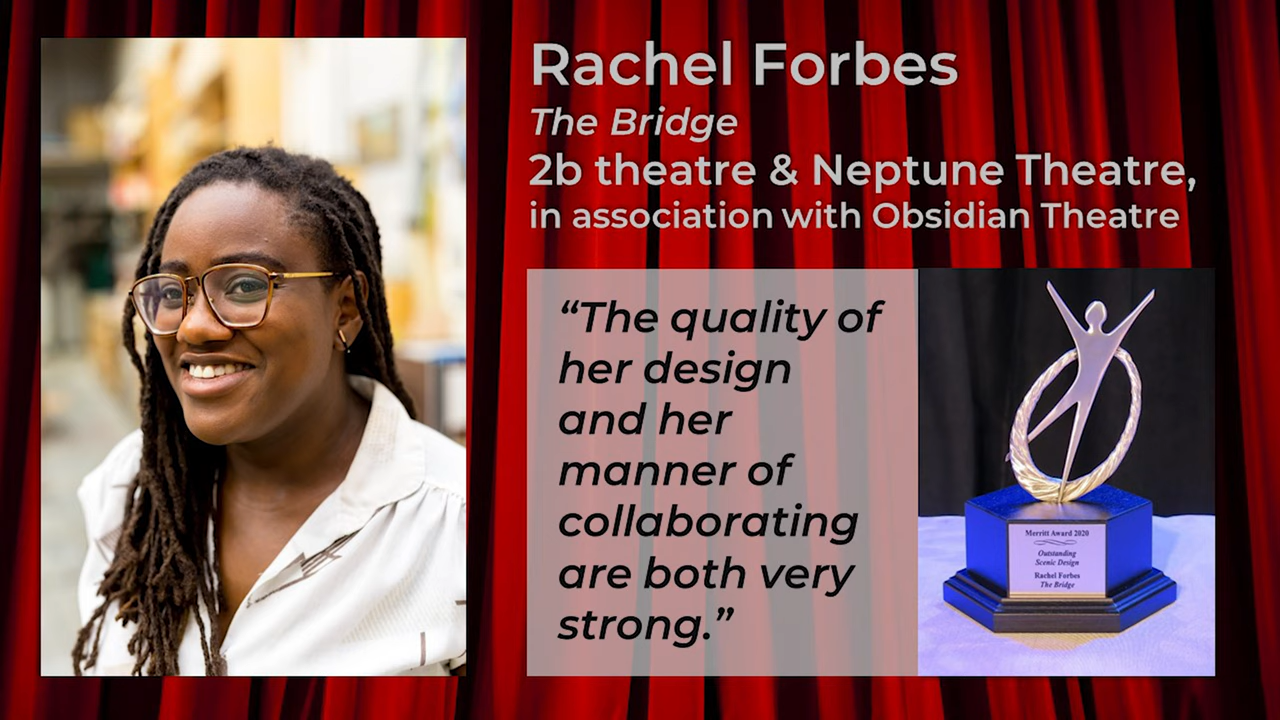 Rachel Forbes
The Bridge
2b theatre & Neptune Theatre,
in association with Obsidian Theatre
“The quality of
her design
and her
manner of
collaborating
are both very
strong.”
Merritt Award 2020
Outstanding
Scenic Design
Rachel Forbes
The Bridge